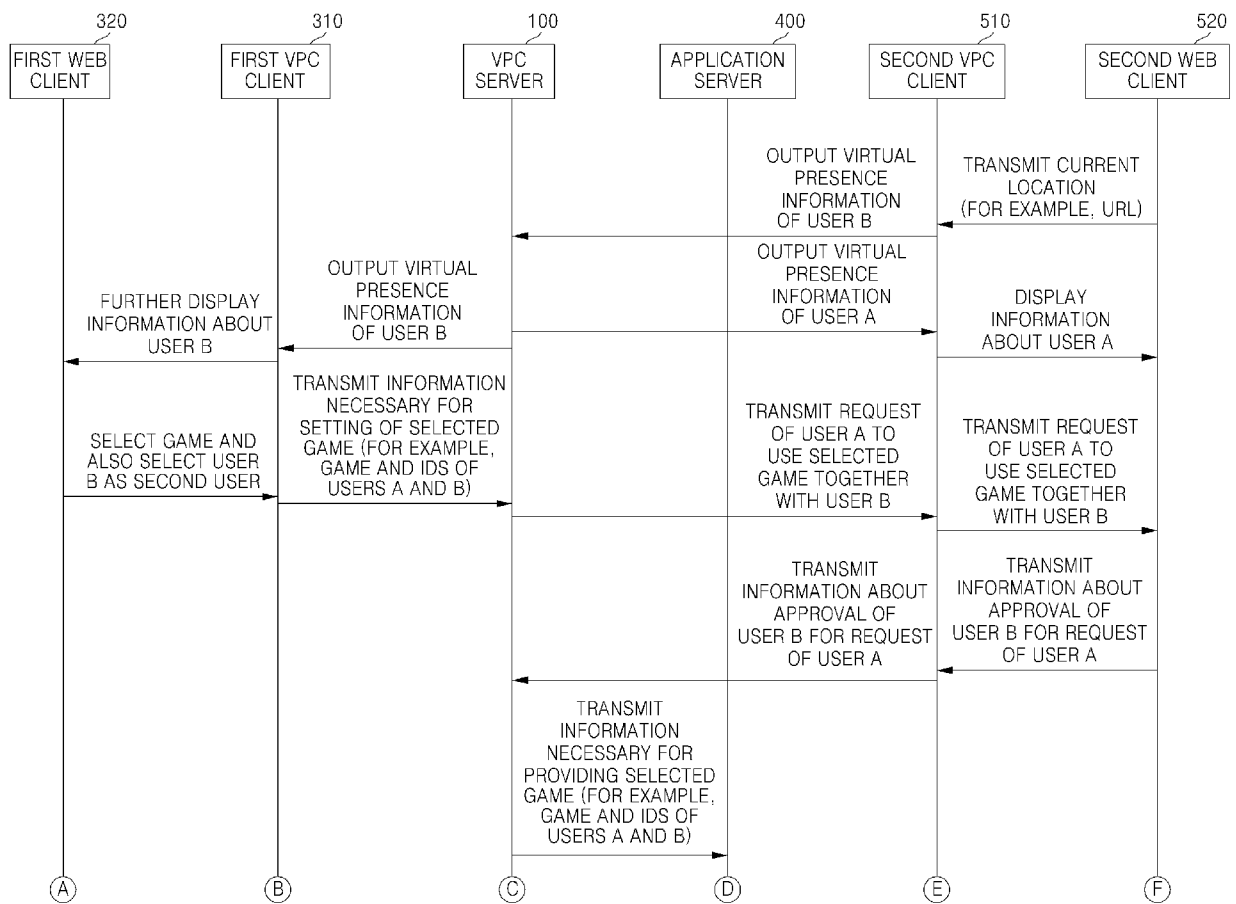 320
310
100
400
510
520
FIRST WEB
CLIENT
FIRST VPC
CLIENT
VPC
SERVER
APPLICATION
SERVER
SECOND VPC
CLIENT
SECOND WEB
CLIENT
OUTPUT VIRTUAL
PRESENCE
INFORMATION
OF USER B
TRANSMIT CURRENT
LOCATION
(FOR EXAMPLE, URL)
OUTPUT VIRTUAL
PRESENCE
INFORMATION
OF USER A
OUTPUT VIRTUAL
PRESENCE
INFORMATION
OF USER B
FURTHER DISPLAY
INFORMATION ABOUT
USER B
DISPLAY
INFORMATION
ABOUT USER A
SELECT GAME AND
ALSO SELECT USER
B AS SECOND USER
TRANSMIT INFORMATION
NECESSARY FOR
SETTING OF SELECTED
GAME (FOR EXAMPLE,
GAME AND IDS OF
USERS A AND B)
TRANSMIT REQUEST
OF USER A TO
USE SELECTED
GAME TOGETHER
WITH USER B
TRANSMIT REQUEST
OF USER A TO
USE SELECTED
GAME TOGETHER
WITH USER B
TRANSMIT
INFORMATION ABOUT
APPROVAL OF
USER B FOR REQUEST
OF USER A
TRANSMIT
INFORMATION ABOUT
APPROVAL OF
USER B FOR REQUEST
OF USER A
TRANSMIT
INFORMATION
NECESSARY FOR
PROVIDING SELECTED
GAME (FOR EXAMPLE,
GAME AND IDS OF
USERS A AND B)
A
B
C
D
E
F